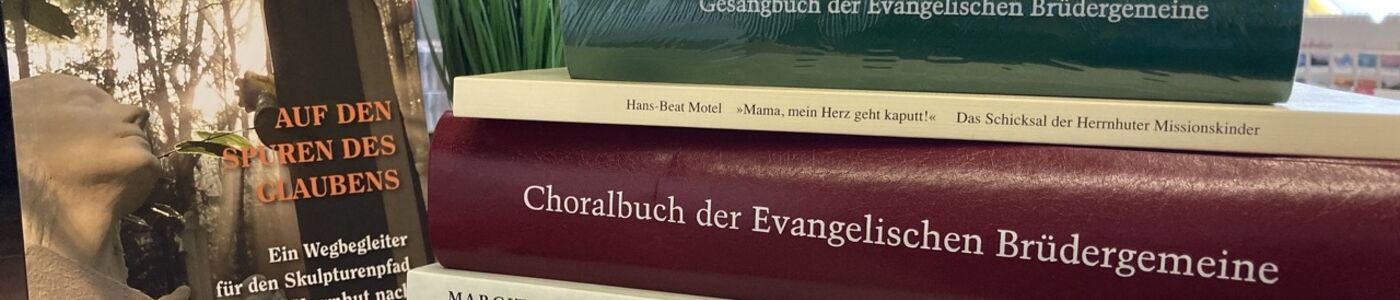 AUF DEN
SPUREN DES
GLAUBENS
Ein Wegbegleiter
für den Skulpturenpfad
nach
Gesangbuch der Evangelischen Brüdergemeine
Hans-Beat Motel »Mama, mein Herz geht kaputt!« Das Schicksal der Herrnhuter Missionskinder
Choralbuch der Evangelischen Brüdergemeine